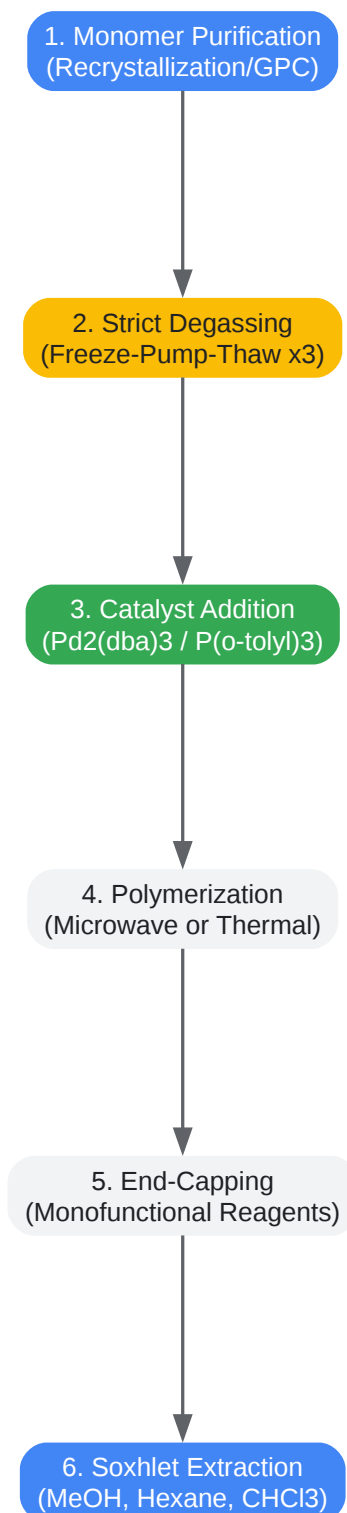 1. Monomer Purification
(Recrystallization/GPC)
2. Strict Degassing
(Freeze-Pump-Thaw x3)
3. Catalyst Addition
(Pd2(dba)3 / P(o-tolyl)3)
4. Polymerization
(Microwave or Thermal)
5. End-Capping
(Monofunctional Reagents)
6. Soxhlet Extraction
(MeOH, Hexane, CHCl3)